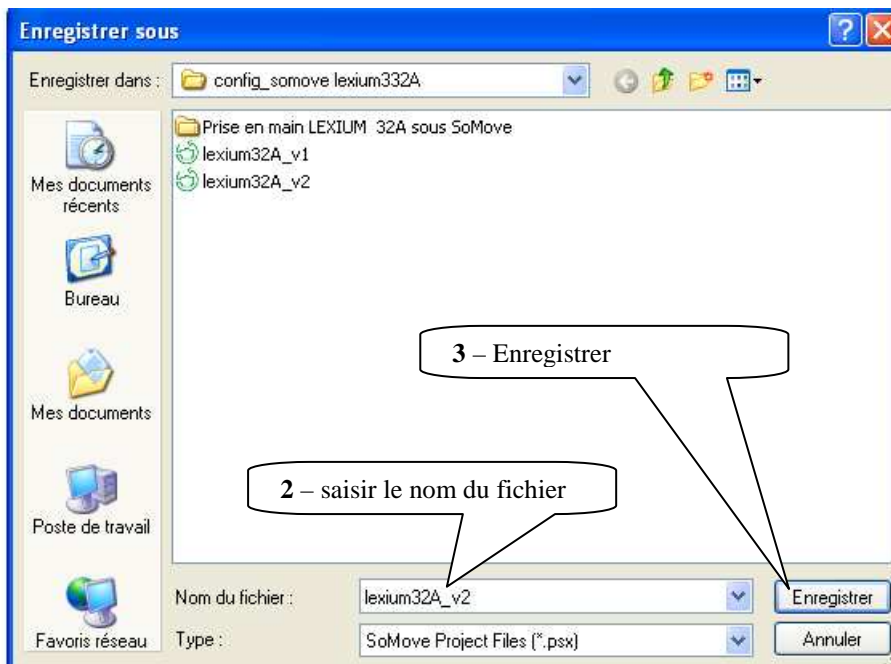 Enregistrer sous
Enregistrer dans :
config_somove lexium332A
Prise en main LEXIUM 32A sous SoMove
lexium32A_v1
lexium32A_v2
Mes documents
récents
Bureau
Mes documents
Poste de travail
Favoris réseau
3 – Enregistrer
2 – saisir le nom du fichier
Nom du fichier :
lexium32A_v2
Enregistrer
Type :
SoMove Project Files (*.psx)
Annuler